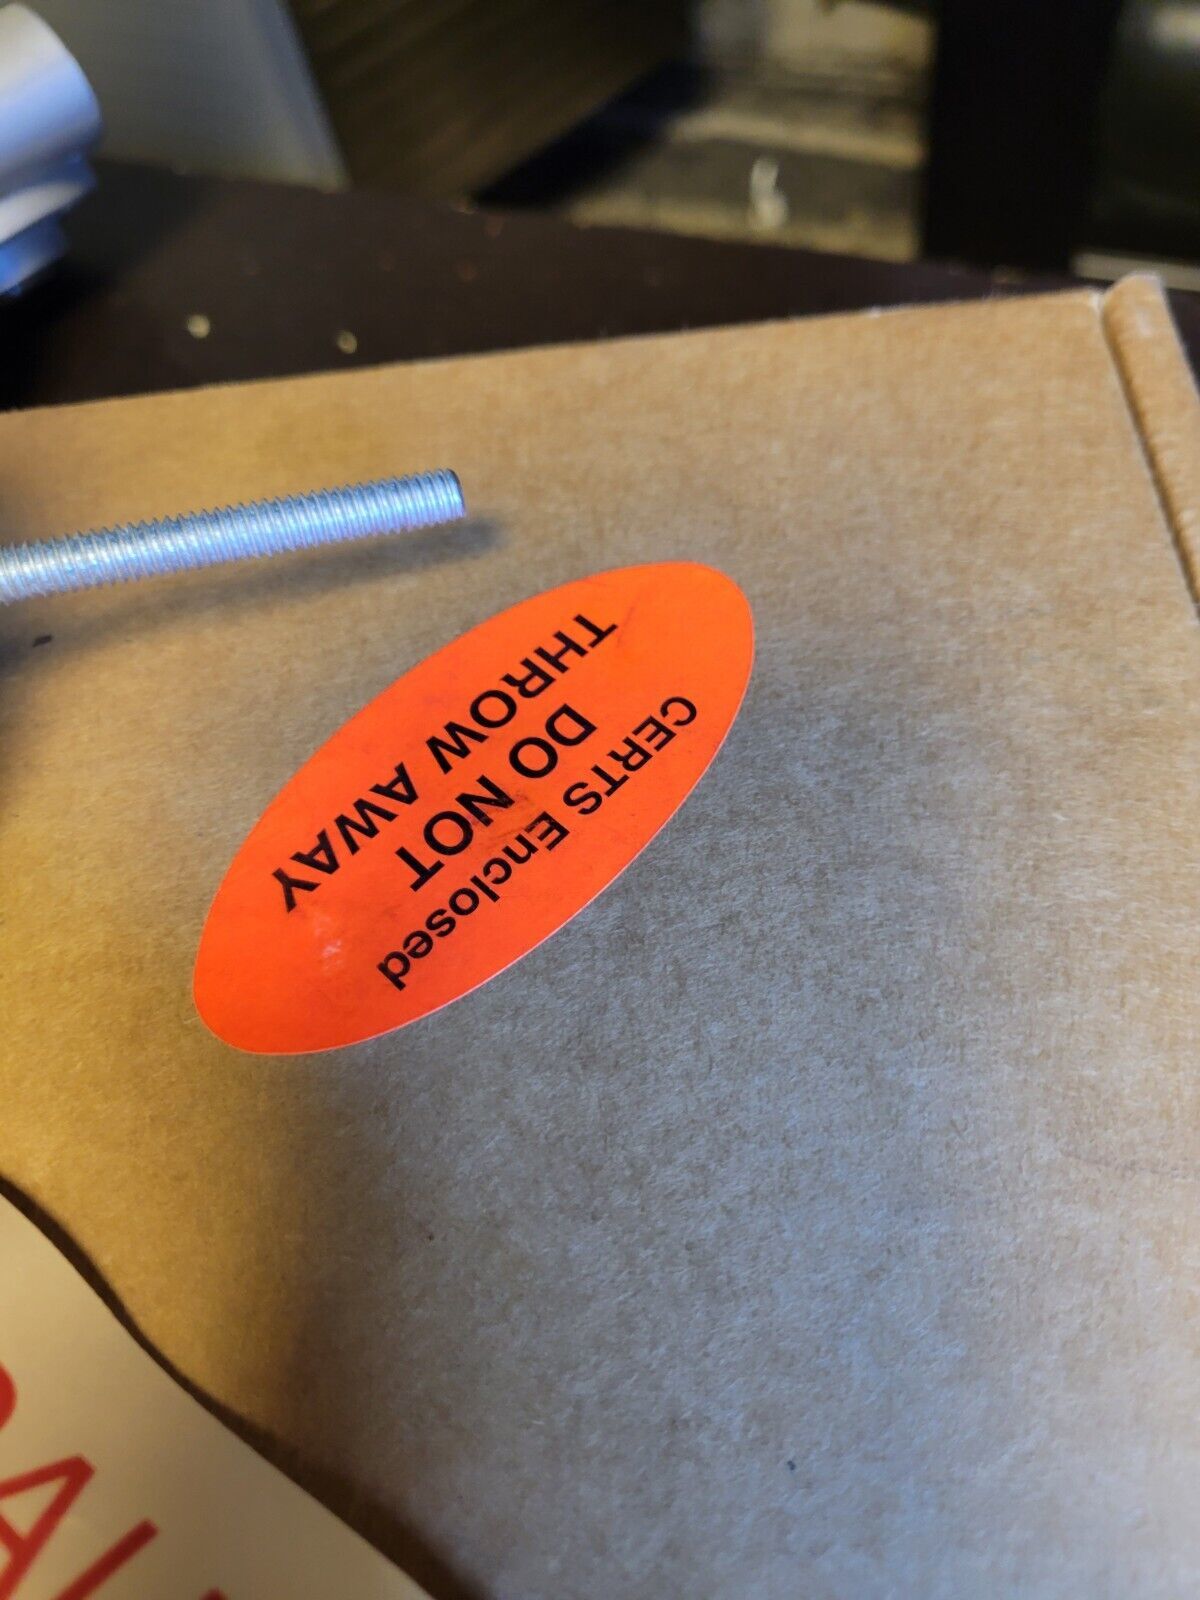 CERTS Enclosed
DO NOT
THROW AWAY